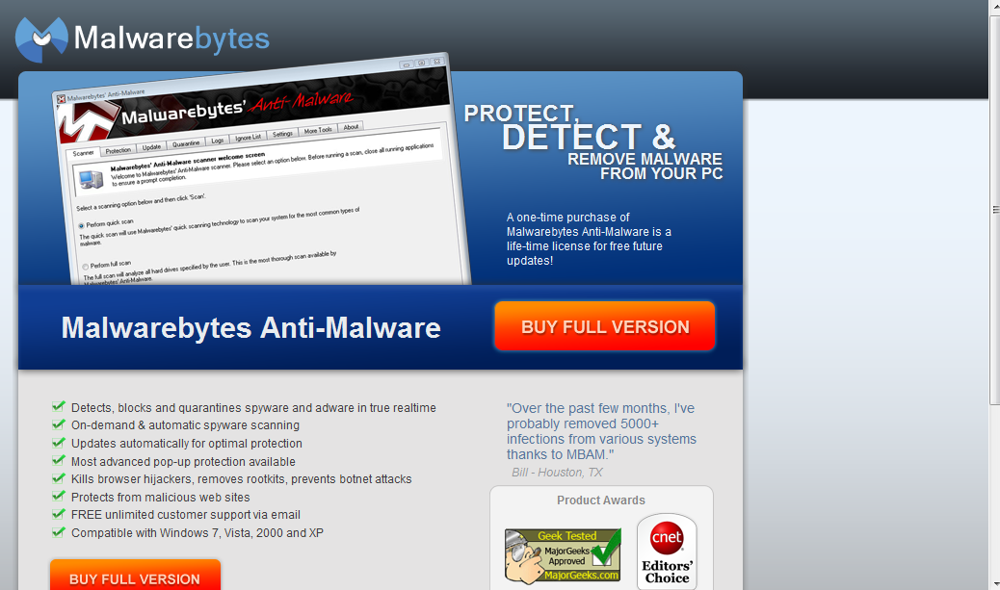 Malwarebytes
Malwarebytes' Anti-Malware
Malwarebytes' Anti-Malware
Scanner Protection Update Quarantine Logs Ignore List Settings More Tools About
Malwarebytes' Anti-Malware scanner welcome screen
Welcome to Malwarebytes' Anti-Malware scanner. Please select an option below. Before running a scan, close all running applications
to ensure a prompt completion.
Select a scanning option below and then click 'Scan'.
Perform quick scan
The quick scan will use Malwarebytes' quick scanning technology to scan your system for the most common types of
malware.
Perform full scan
The full scan will analyze all hard drives specified by the user. This is the most thorough scan available by
Malwarebytes' Anti-Malware.
PROTECT,
DETECT &
REMOVE MALWARE
FROM YOUR PC
A one-time purchase of
Malwarebytes Anti-Malware is a
life-time license for free future
updates!
Malwarebytes Anti-Malware
BUY FULL VERSION
Detects, blocks and quarantines spyware and adware in true realtime
On-demand & automatic spyware scanning
Updates automatically for optimal protection
Most advanced pop-up protection available
Kills browser hijackers, removes rootkits, prevents botnet attacks
Protects from malicious web sites
FREE unlimited customer support via email
Compatible with Windows 7, Vista, 2000 and XP
BUY FULL VERSION
"Over the past few months, I've
probably removed 5000+
infections from various systems
thanks to MBAM."
Bill - Houston, TX
Product Awards
Geek Tested
MajorGeeks
Approved
MajorGeeks.com
cnet
Editors'
Choice